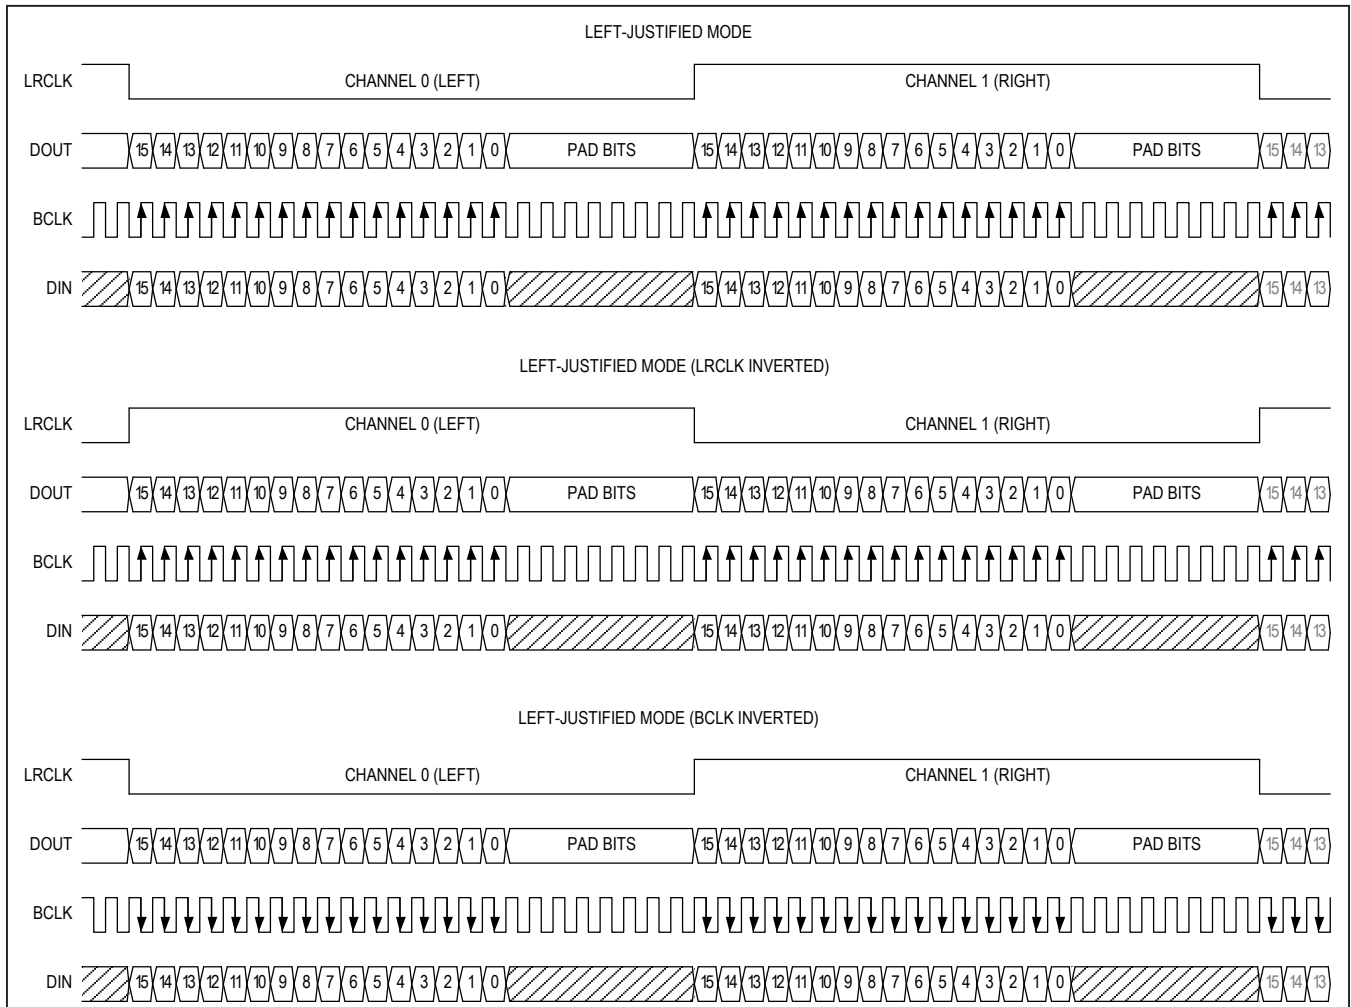 LEFT-JUSTIFIED MODE
LRCLK CHANNEL 0 (LEFT) CHANNEL 1 (RIGHT)
DOUT 15 14 13 12 11 10 9 8 7 6 5 4 3 2 1 0 PAD BITS 15 14 13 12 11 10 9 8 7 6 5 4 3 2 1 0 PAD BITS 15 14 13
BCLK
DIN 15 14 13 12 11 10 9 8 7 6 5 4 3 2 1 0 15 14 13 12 11 10 9 8 7 6 5 4 3 2 1 0 15 14 13
LEFT-JUSTIFIED MODE (LRCLK INVERTED)
LRCLK CHANNEL 0 (LEFT) CHANNEL 1 (RIGHT)
DOUT 15 14 13 12 11 10 9 8 7 6 5 4 3 2 1 0 PAD BITS 15 14 13 12 11 10 9 8 7 6 5 4 3 2 1 0 PAD BITS 15 14 13
BCLK
DIN 15 14 13 12 11 10 9 8 7 6 5 4 3 2 1 0 15 14 13 12 11 10 9 8 7 6 5 4 3 2 1 0 15 14 13
LEFT-JUSTIFIED MODE (BCLK INVERTED)
LRCLK CHANNEL 0 (LEFT) CHANNEL 1 (RIGHT)
DOUT 15 14 13 12 11 10 9 8 7 6 5 4 3 2 1 0 PAD BITS 15 14 13 12 11 10 9 8 7 6 5 4 3 2 1 0 PAD BITS 15 14 13
BCLK
DIN 15 14 13 12 11 10 9 8 7 6 5 4 3 2 1 0 15 14 13 12 11 10 9 8 7 6 5 4 3 2 1 0 15 14 13